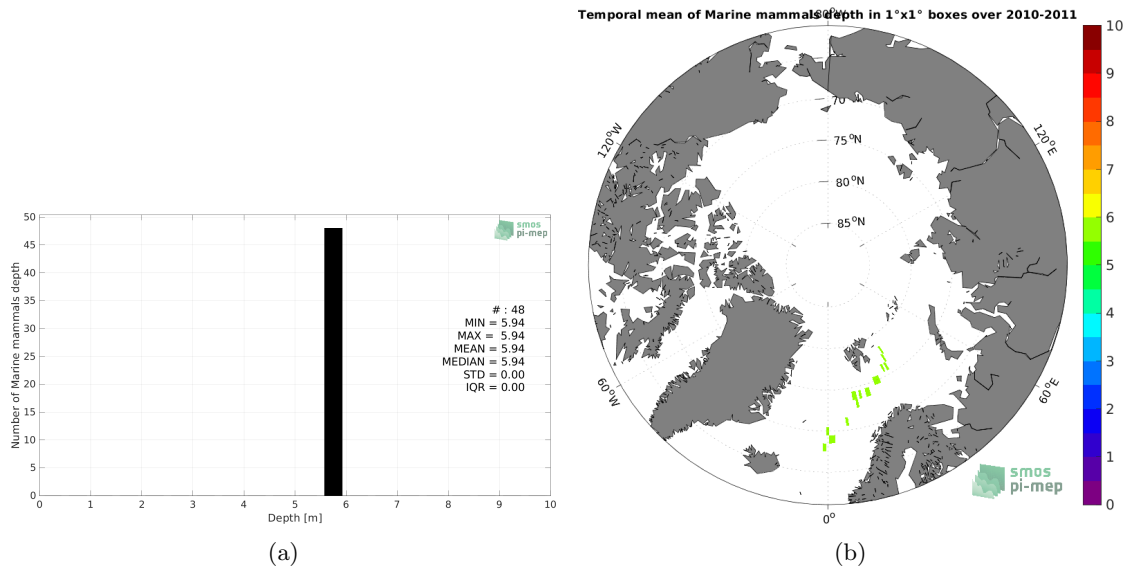 Number of Marine mammals depth
50
45
40
35
30
25
20
15
10
5
0
0 1 2 3 4 5 6 7 8 9 10
Depth [m]
smos
pi-mep
# : 48
MIN = 5.94
MAX = 5.94
MEAN = 5.94
MEDIAN = 5.94
STD = 0.00
IQR = 0.00
(a)
Temporal mean of Marine mammals depth in 1°x1° boxes over 2010-2011
180°W
120°W
120°E
70°N
75°N
80°N
85°N
60°W
60°E
0°
smos
pi-mep
10
9
8
7
6
5
4
3
2
1
0
(b)